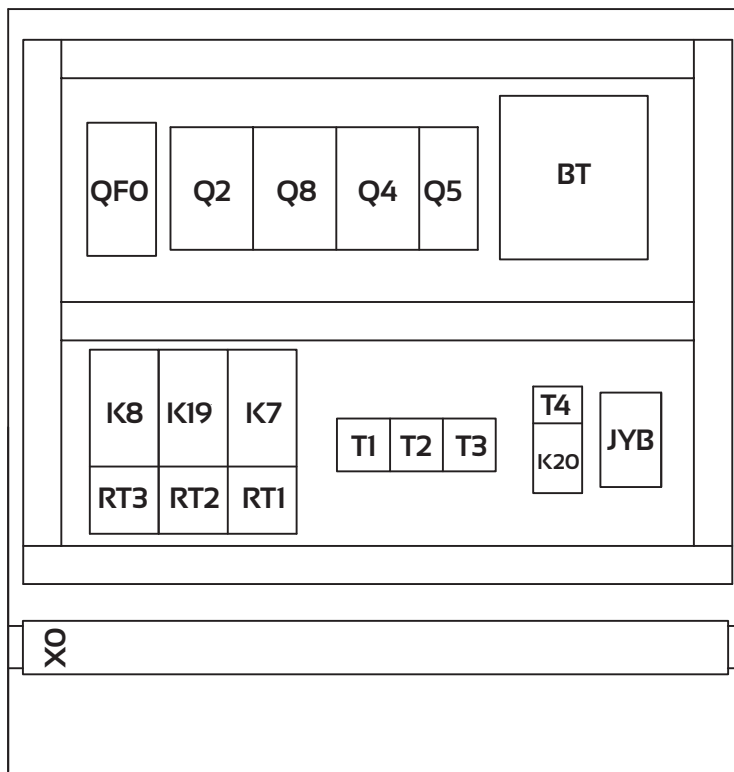 QF0 Q2 Q8 Q4 Q5 BT
K8 K19 K7 T1 T2 T3 T4 JYB
K20
RT3 RT2 RT1
X0